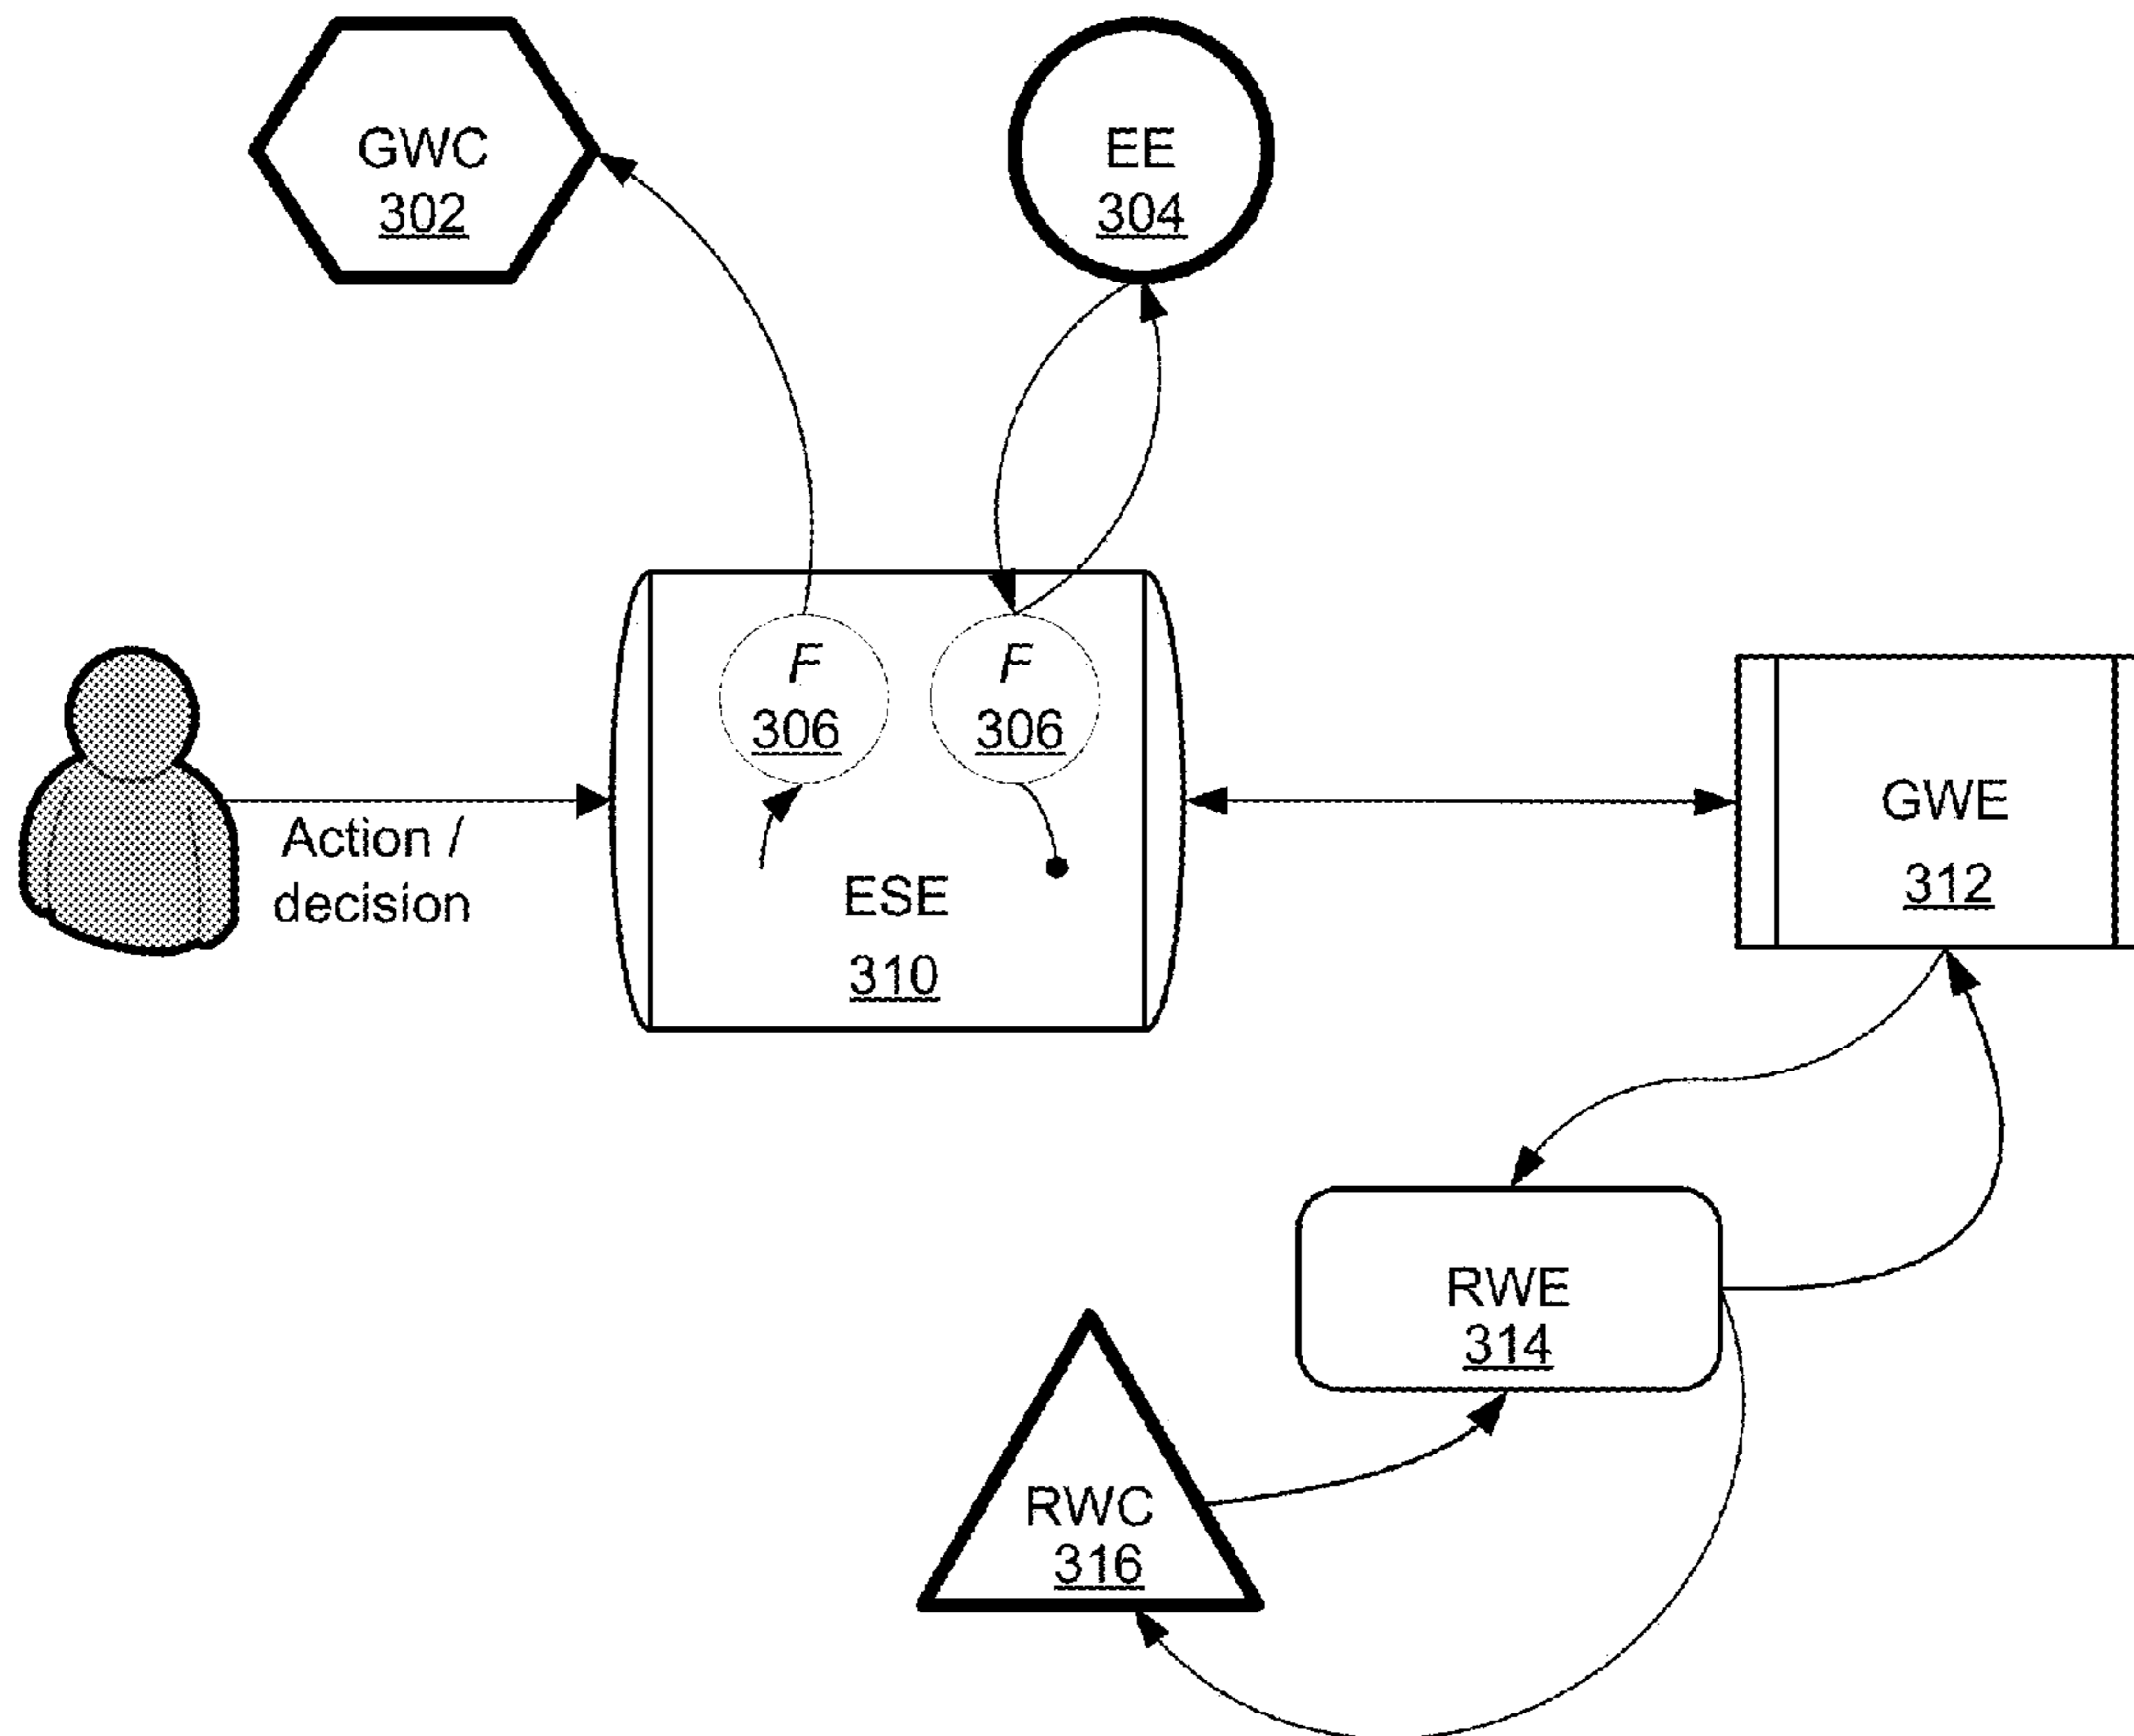 GWC
302
EE
304
F
306
F
306
Action /
decision
ESE
310
GWE
312
RWE
314
RWC
316